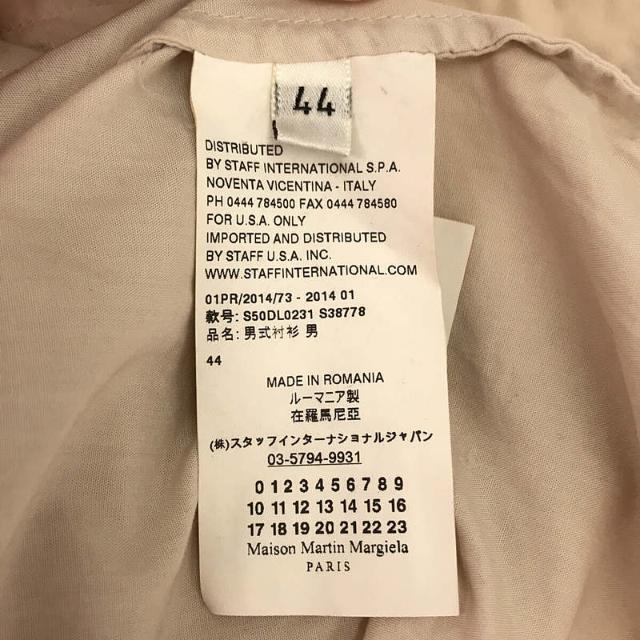 44
DISTRIBUTED
BY STAFF INTERNATIONAL S.P.A.
NOVENTA VICENTINA - ITALY
PH 0444 784500 FAX 0444 784580
FOR U.S.A. ONLY
IMPORTED AND DISTRIBUTED
BY STAFF U.S.A. INC.
WWW.STAFFINTERNATIONAL.COM
01PR/2014/73 - 2014 01
款号: S50DL0231 S38778
品名: 男式衬衫 男
44
MADE IN ROMANIA
ルーマニア製
在羅馬尼亞
(株)スタッフインターナショナルジャパン
03-5794-9931
0 1 2 3 4 5 6 7 8 9
10 11 12 13 14 15 16
17 18 19 20 21 22 23
Maison Martin Margiela
PARIS